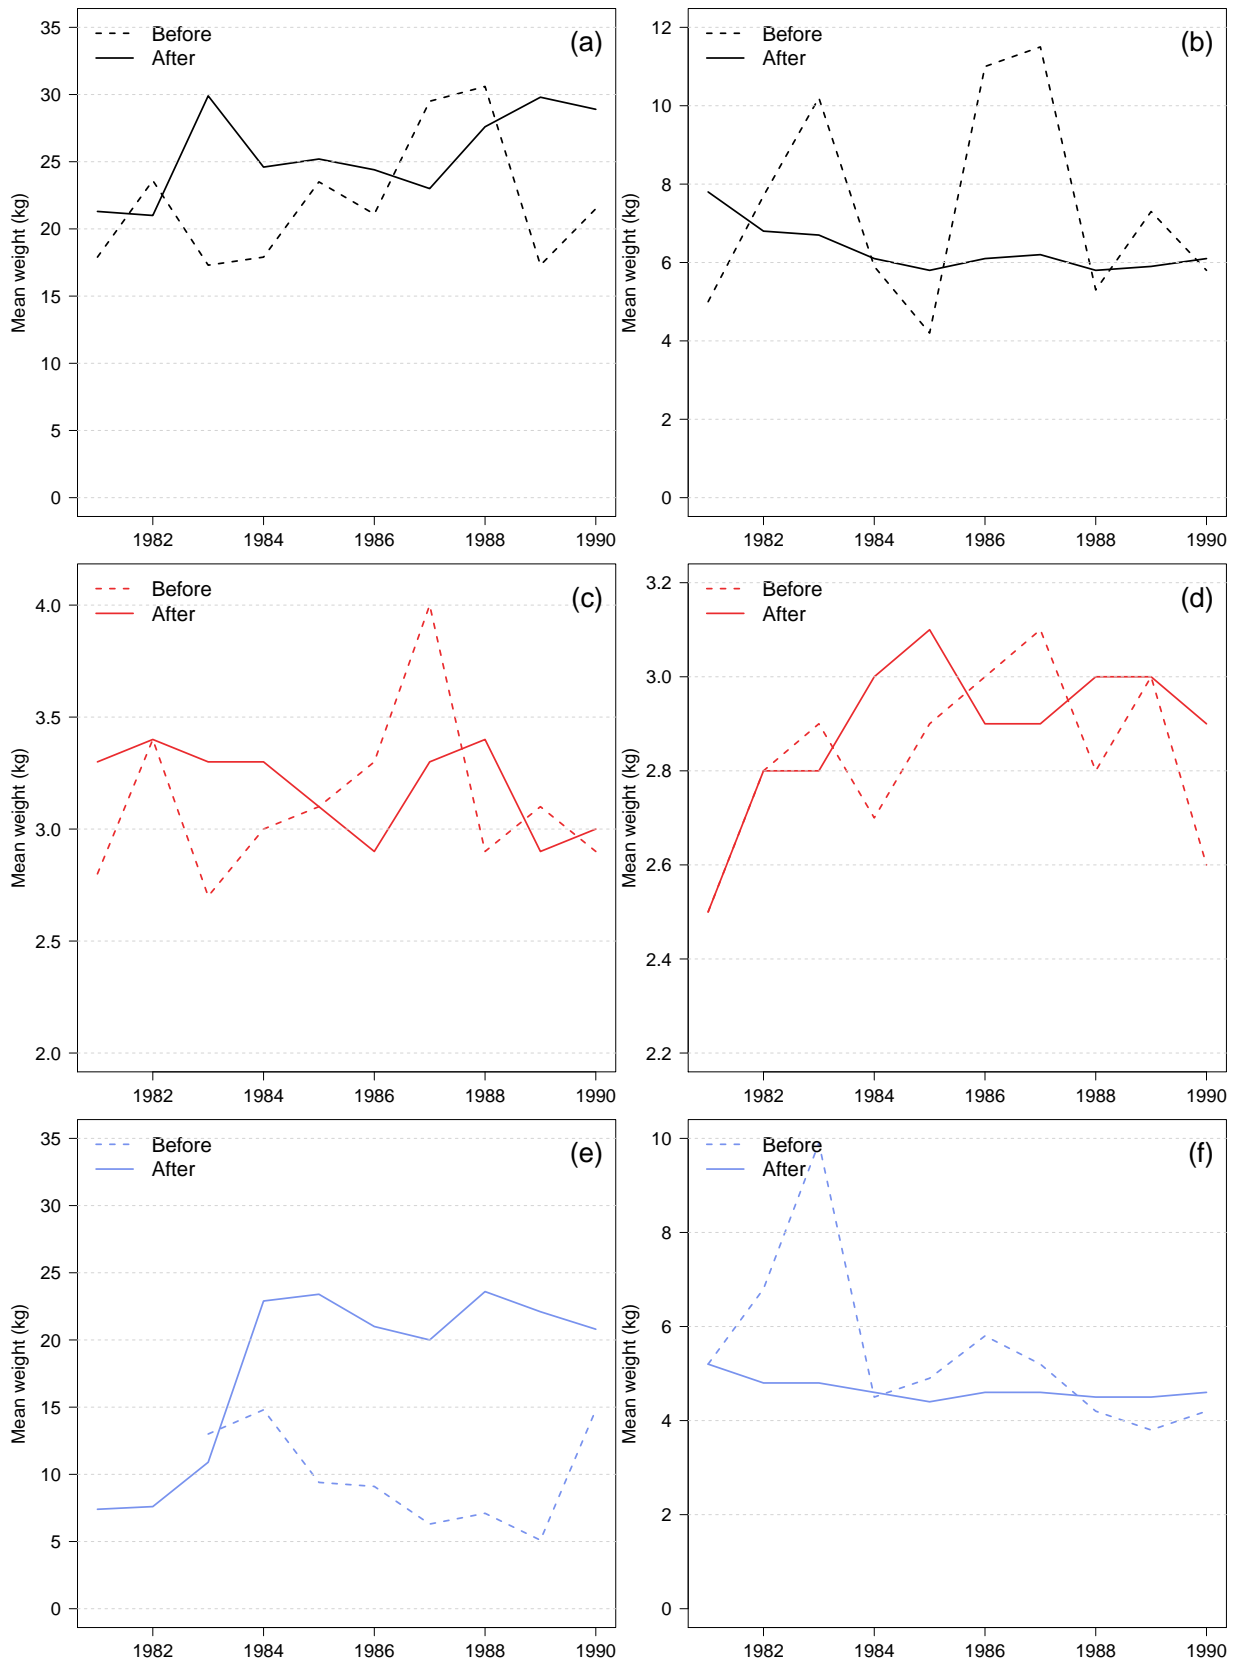 35
30
25
20
15
10
5
0
Mean weight (kg)
Before
After
(a)
1982 1984 1986 1988 1990
12
10
8
6
4
2
0
Mean weight (kg)
Before
After
(b)
1982 1984 1986 1988 1990
4.0
3.5
3.0
2.5
2.0
Mean weight (kg)
Before
After
(c)
1982 1984 1986 1988 1990
3.2
3.0
2.8
2.6
2.4
2.2
Mean weight (kg)
Before
After
(d)
1982 1984 1986 1988 1990
35
30
25
20
15
10
5
0
Mean weight (kg)
Before
After
(e)
1982 1984 1986 1988 1990
10
8
6
4
2
0
Mean weight (kg)
Before
After
(f)
1982 1984 1986 1988 1990